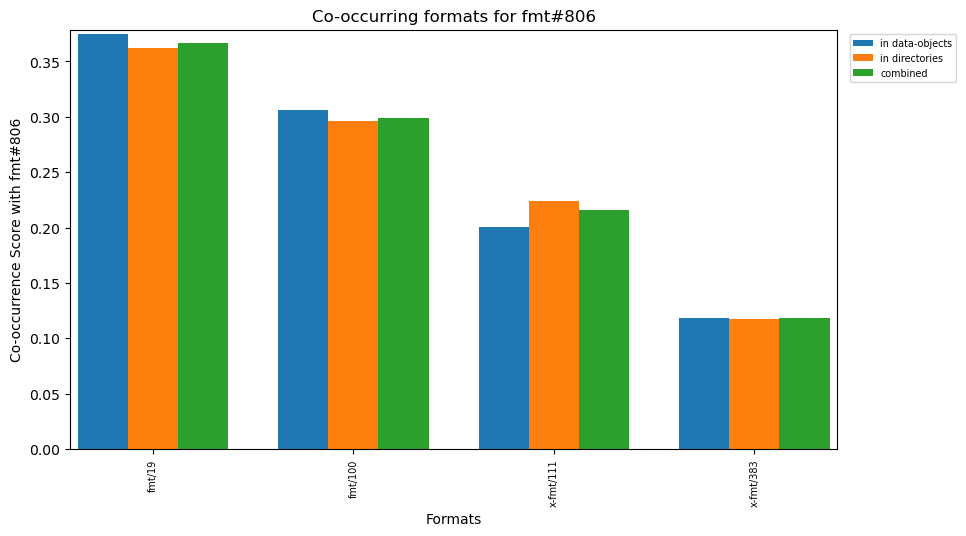 Co-occurring formats for fmt#806
Co-occurrence Score with fmt#806
0.35
0.30
0.25
0.20
0.15
0.10
0.05
0.00
fmt/19
fmt/100
x-fmt/111
x-fmt/383
Formats
in data-objects
in directories
combined